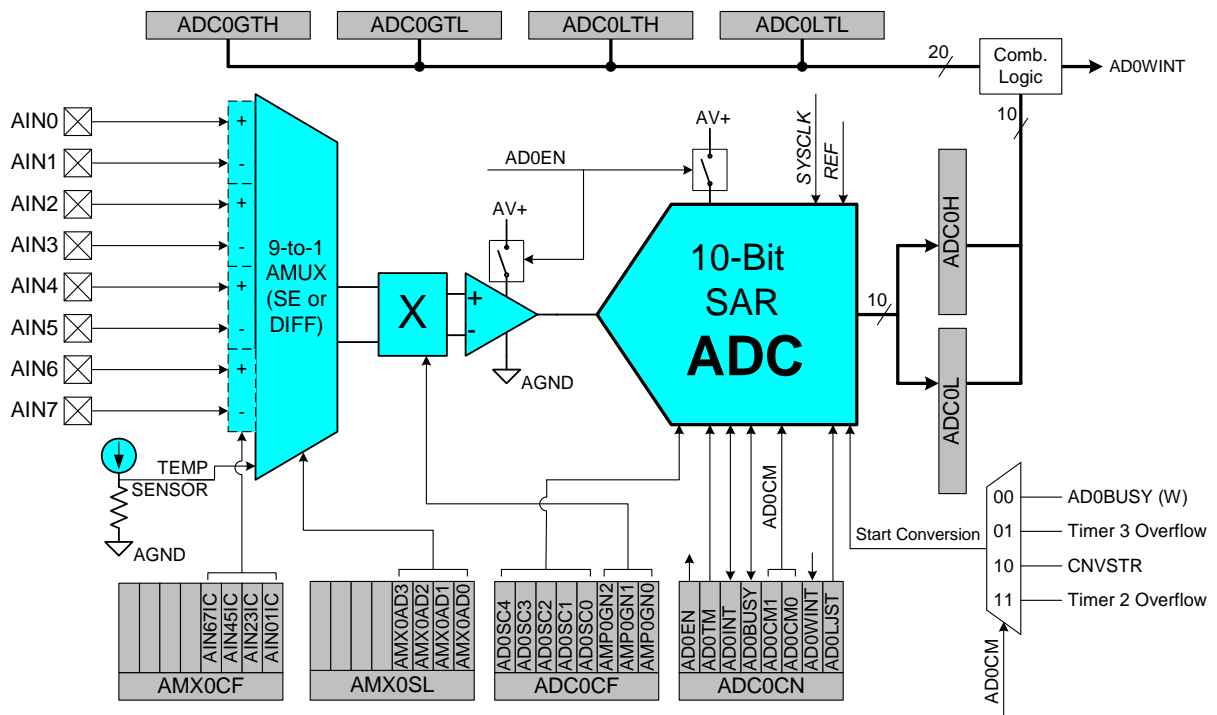 ADC0GTH
ADC0GTL
ADC0LTH
ADC0LTL
20
Comb.
Logic
AD0WINT
10
AIN0
AIN1
AIN2
AIN3
AIN4
AIN5
AIN6
AIN7
+
-
+
-
+
-
+
-
9-to-1
AMUX
(SE or
DIFF)
X
+
-
AV+
AGND
AD0EN
AV+
SYSCLK
REF
10-Bit
SAR
ADC
10
ADC0H
ADC0L
TEMP
SENSOR
AGND
AD0CM
Start Conversion
00
01
10
11
AD0BUSY (W)
Timer 3 Overflow
CNVSTR
Timer 2 Overflow
AD0CM
AIN67IC
AIN45IC
AIN23IC
AIN01IC
AMX0CF
AMX0AD3
AMX0AD2
AMX0AD1
AMX0AD0
AMX0SL
AD0SC4
AD0SC3
AD0SC2
AD0SC1
AD0SC0
AMP0GN2
AMP0GN1
AMP0GN0
ADC0CF
AD0EN
AD0TM
AD0INT
AD0BUSY
AD0CM1
AD0CM0
AD0WINT
AD0LJST
ADC0CN